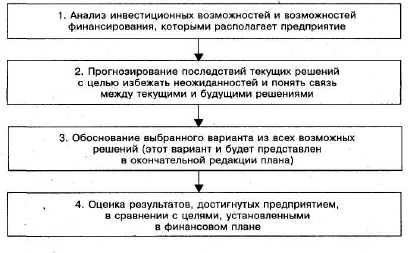 1. Анализ инвестиционных возможностей и возможностей
финансирования, которыми располагает предприятие
2. Прогнозирование последствий текущих решений
с целью избежать неожиданностей и понять связь
между текущими и будущими решениями
3. Обоснование выбранного варианта из всех возможных
решений (этот вариант и будет представлен
в окончательной редакции плана)
4. Оценка результатов, достигнутых предприятием,
в сравнении с целями, установленными
в финансовом плане